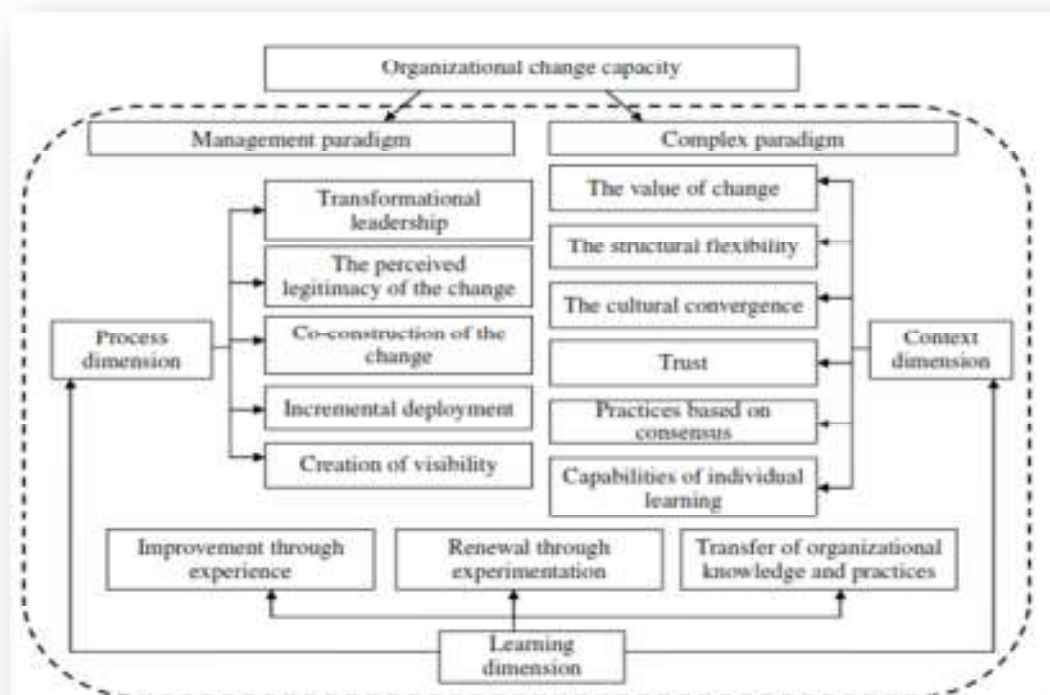 Organizational change capacity
Management paradigm
Complex paradigm
Transformational
leadership
The perceived
legitimacy of the change
Co-construction of the
change
Incremental deployment
Creation of visibility
Process
dimension
The value of change
The structural flexibility
The cultural convergence
Trust
Practices based on
consensus
Capabilities of individual
learning
Context
dimension
Improvement through
experience
Renewal through
experimentation
Transfer of organizational
knowledge and practices
Learning
dimension